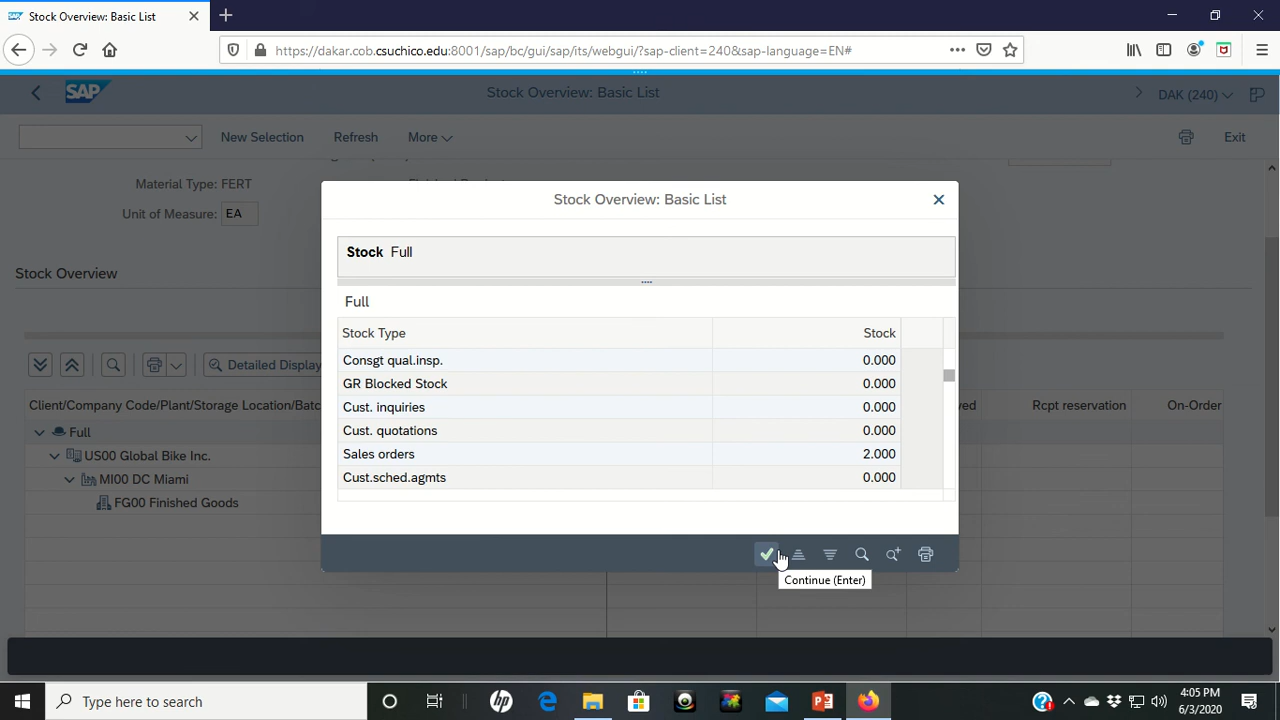 Stock Overview: Basic List
https://dakar.cob.csuchico.edu:8001/sap/bc/gui/sap/its/webgui/?sap-client=240&sap-language=EN#
SAP
Stock Overview: Basic List
DAK (240)
New Selection
Refresh
More
Exit
Material Type: FERT
Unit of Measure: EA
Stock Overview
Detailed Display
Client/Company Code/Plant/Storage Location/Batc
Rcpt reservation
On-Order
Full
US00 Global Bike Inc.
MI00 DC Miami
FG00 Finished Goods
Stock Overview: Basic List
Stock Full
Full
Stock Type Stock
Consgt qual.insp. 0.000
GR Blocked Stock 0.000
Cust. inquiries 0.000
Cust. quotations 0.000
Sales orders 2.000
Cust.sched.agmts 0.000
Continue (Enter)
Type here to search
4:05 PM
6/3/2020